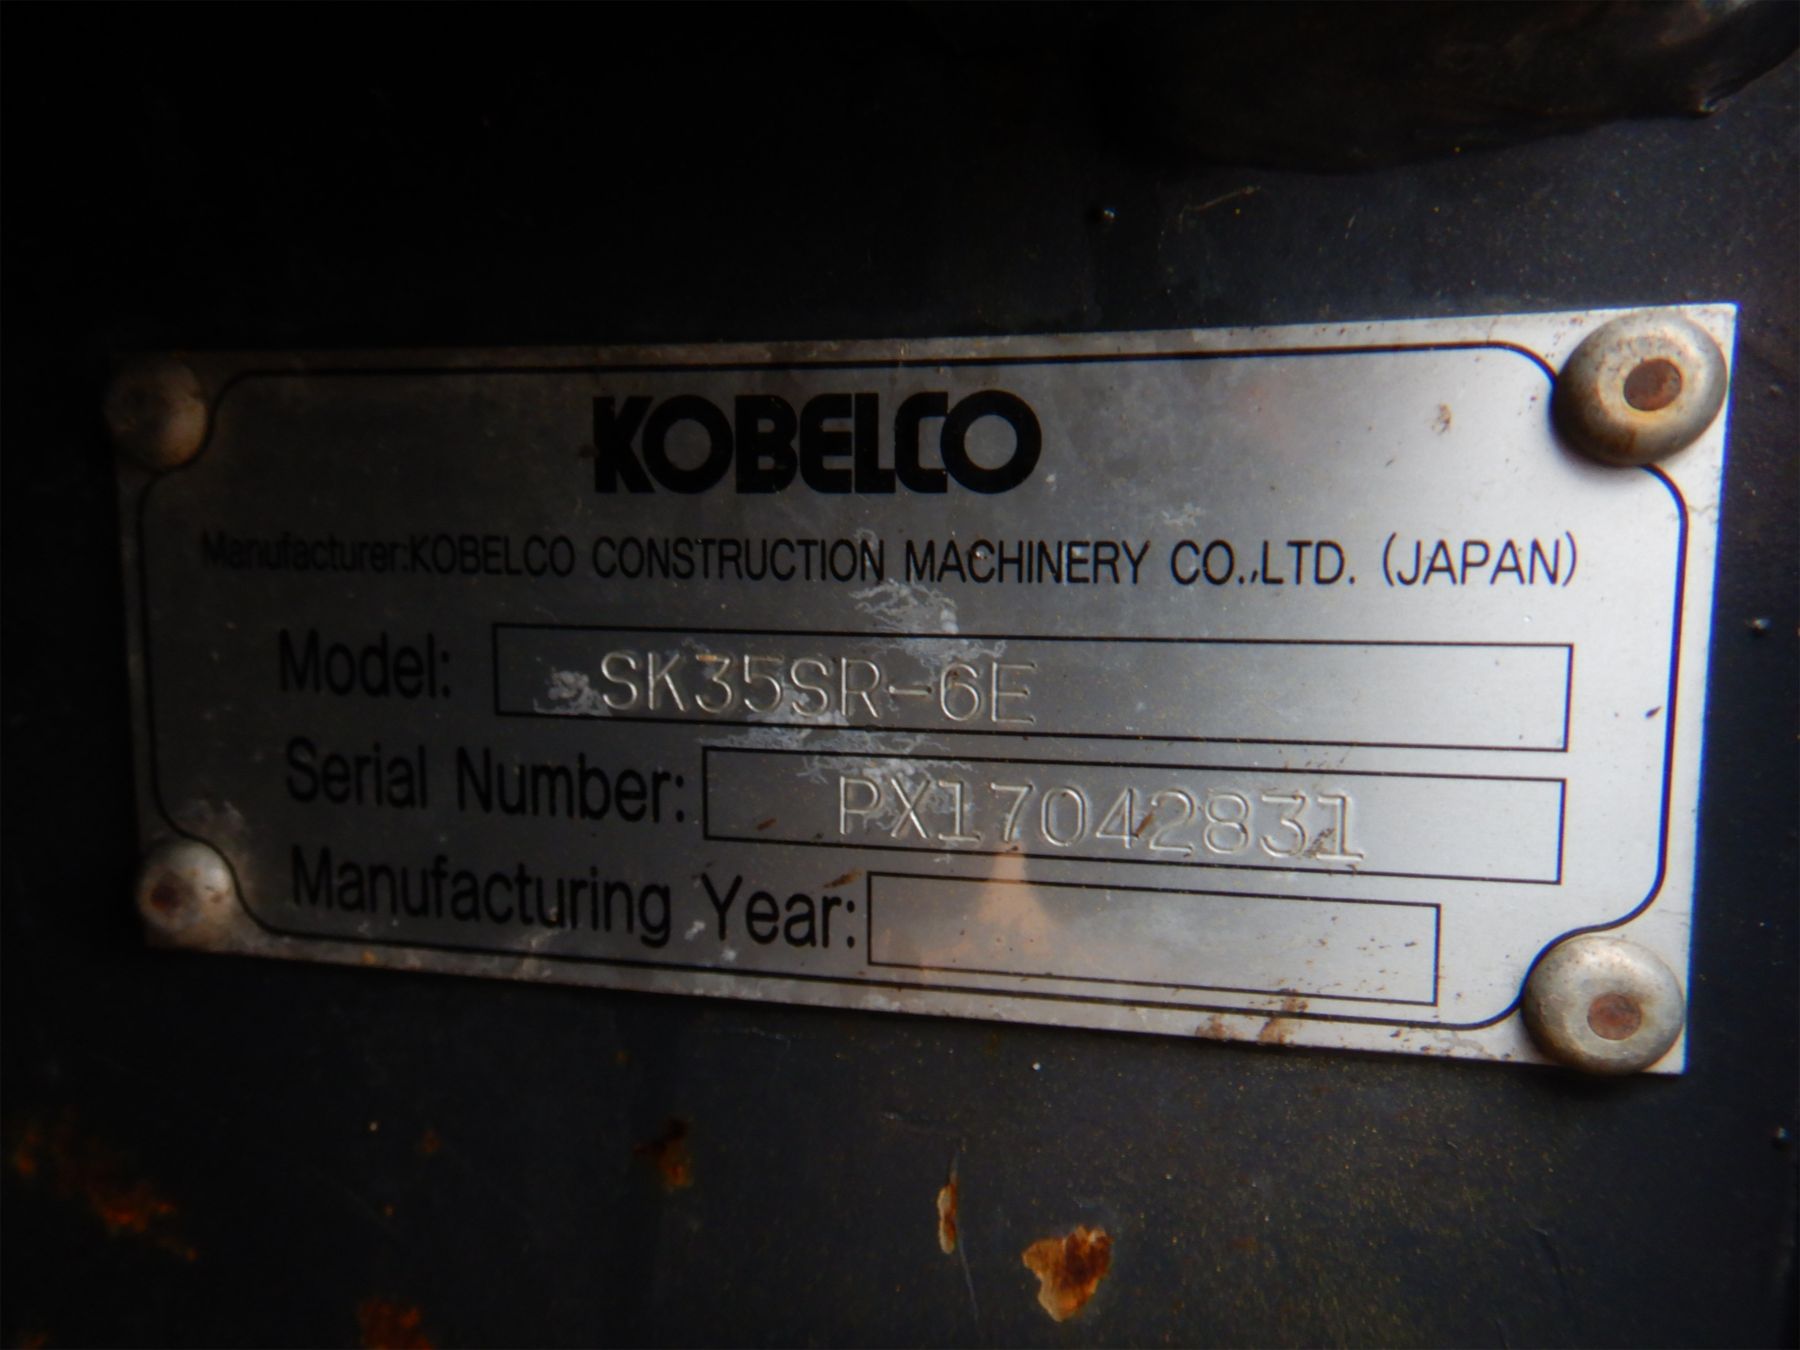 KOBELCO
Manufacturer:KOBELCO CONSTRUCTION MACHINERY CO.,LTD. (JAPAN)
Model: SK35SR-6E
Serial Number: PX17042831
Manufacturing Year: